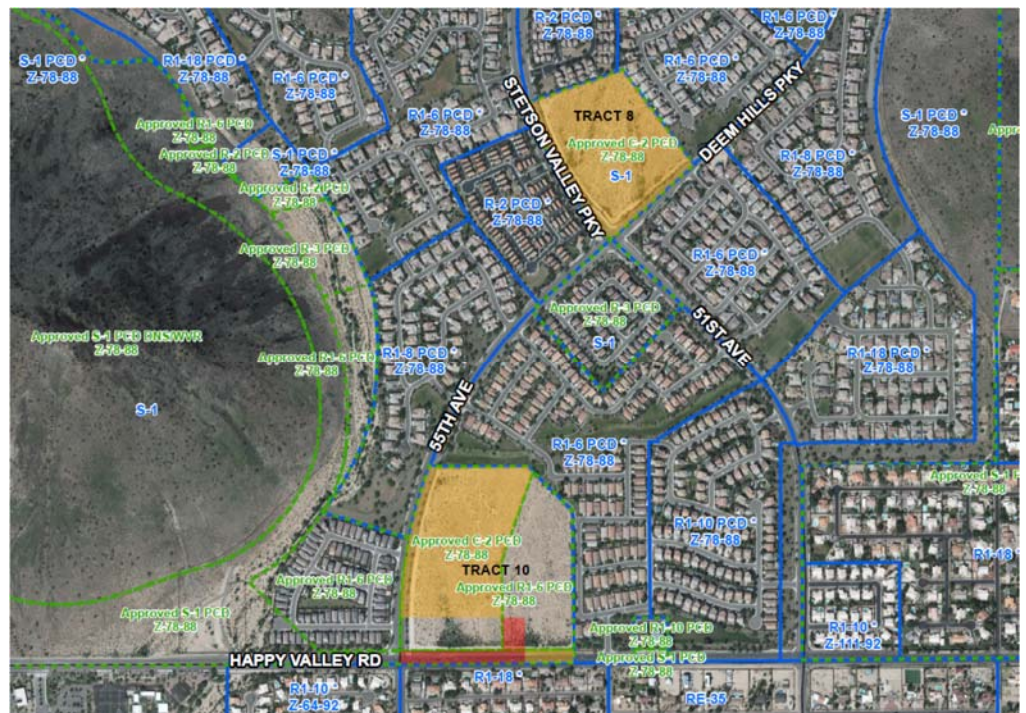 S-1 PCD *
Z-78-88
R1-18 PCD *
Z-78-88
R1-6 PCD *
Z-78-88
R-2 PCD *
Z-78-88
R1-6 PCD *
Z-78-88
R1-6 PCD *
Z-78-88
R1-6 PCD *
Z-78-88
STETSON VALLEY PKY
TRACT 8
DEEM HILLS PKY
Approved C-2 PCD
Z-78-88
S-1
S-1 PCD *
Z-78-88
Approved R1-6 PCD
Z-78-88
Approved R-2 PCD
Z-78-88
S-1 PCD *
Z-78-88
Approved R-2 PCD
Z-78-88
R1-8 PCD *
Z-78-88
R-2 PCD *
Z-78-88
Approved R-3 PCD
Z-78-88
R1-6 PCD *
Z-78-88
Approved R-3 PCD
Z-78-88
S-1
51ST AVE
Approved S-1 PCD DNS/WVR
Z-78-88
S-1
Approved R1-6 PCD
Z-78-88
R1-8 PCD *
Z-78-88
R1-18 PCD *
Z-78-88
55TH AVE
R1-6 PCD *
Z-78-88
Approved S-1 P
Z-78-88
R1-10 PCD *
Z-78-88
R1-18
Approved C-2 PCD
Z-78-88
TRACT 10
Approved R1-6 PCD
Z-78-88
Approved R1-6 PCD
Z-78-88
Approved S-1 PCD
Z-78-88
Approved R1-10 PCD
Z-78-88
R1-10 *
Z-111-92
Approved S-1 PCD
Z-78-88
HAPPY VALLEY RD
R1-10 *
Z-64-92
R1-18 *
RE-35